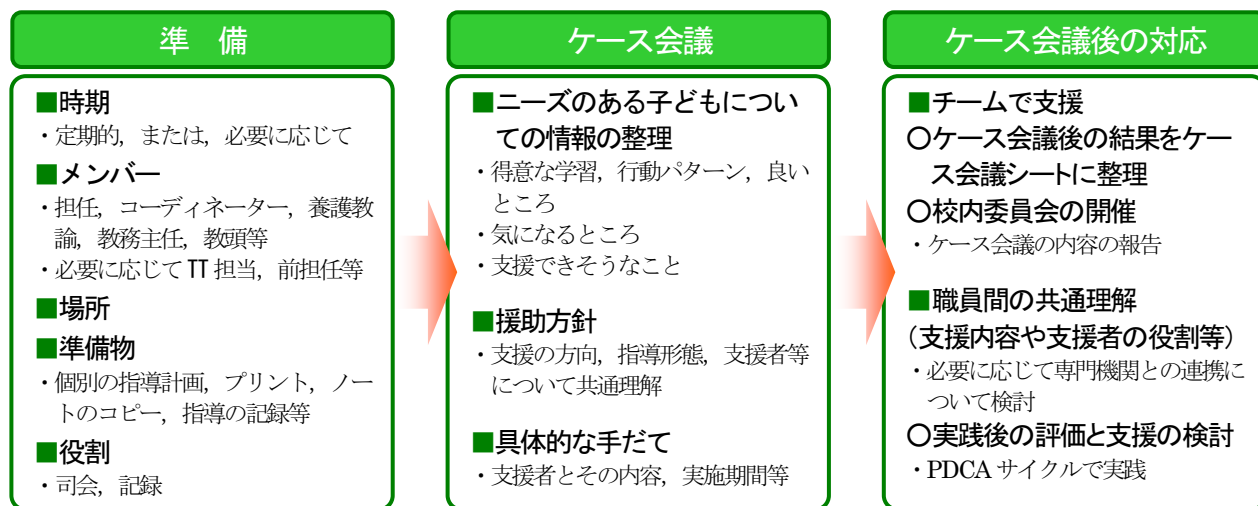 準　備
■時期
・定期的，または，必要に応じて
■メンバー
・担任，コーディネーター，養護教
諭，教務主任，教頭等
・必要に応じて TT 担当，前担任等
■場所
■準備物
・個別の指導計画，プリント，ノー
トのコピー，指導の記録等
■役割
・司会，記録
ケース会議
■ニーズのある子どもについ
ての情報の整理
・得意な学習，行動パターン，良い
ところ
・気になるところ
・支援できそうなこと
■援助方針
・支援の方向，指導形態，支援者等
について共通理解
■具体的な手だて
・支援者とその内容，実施期間等
ケース会議後の対応
■チームで支援
○ケース会議後の結果をケー
ス会議シートに整理
○校内委員会の開催
・ケース会議の内容の報告
■職員間の共通理解
（支援内容や支援者の役割等）
・必要に応じて専門機関との連携に
ついて検討
○実践後の評価と支援の検討
・PDCA サイクルで実践